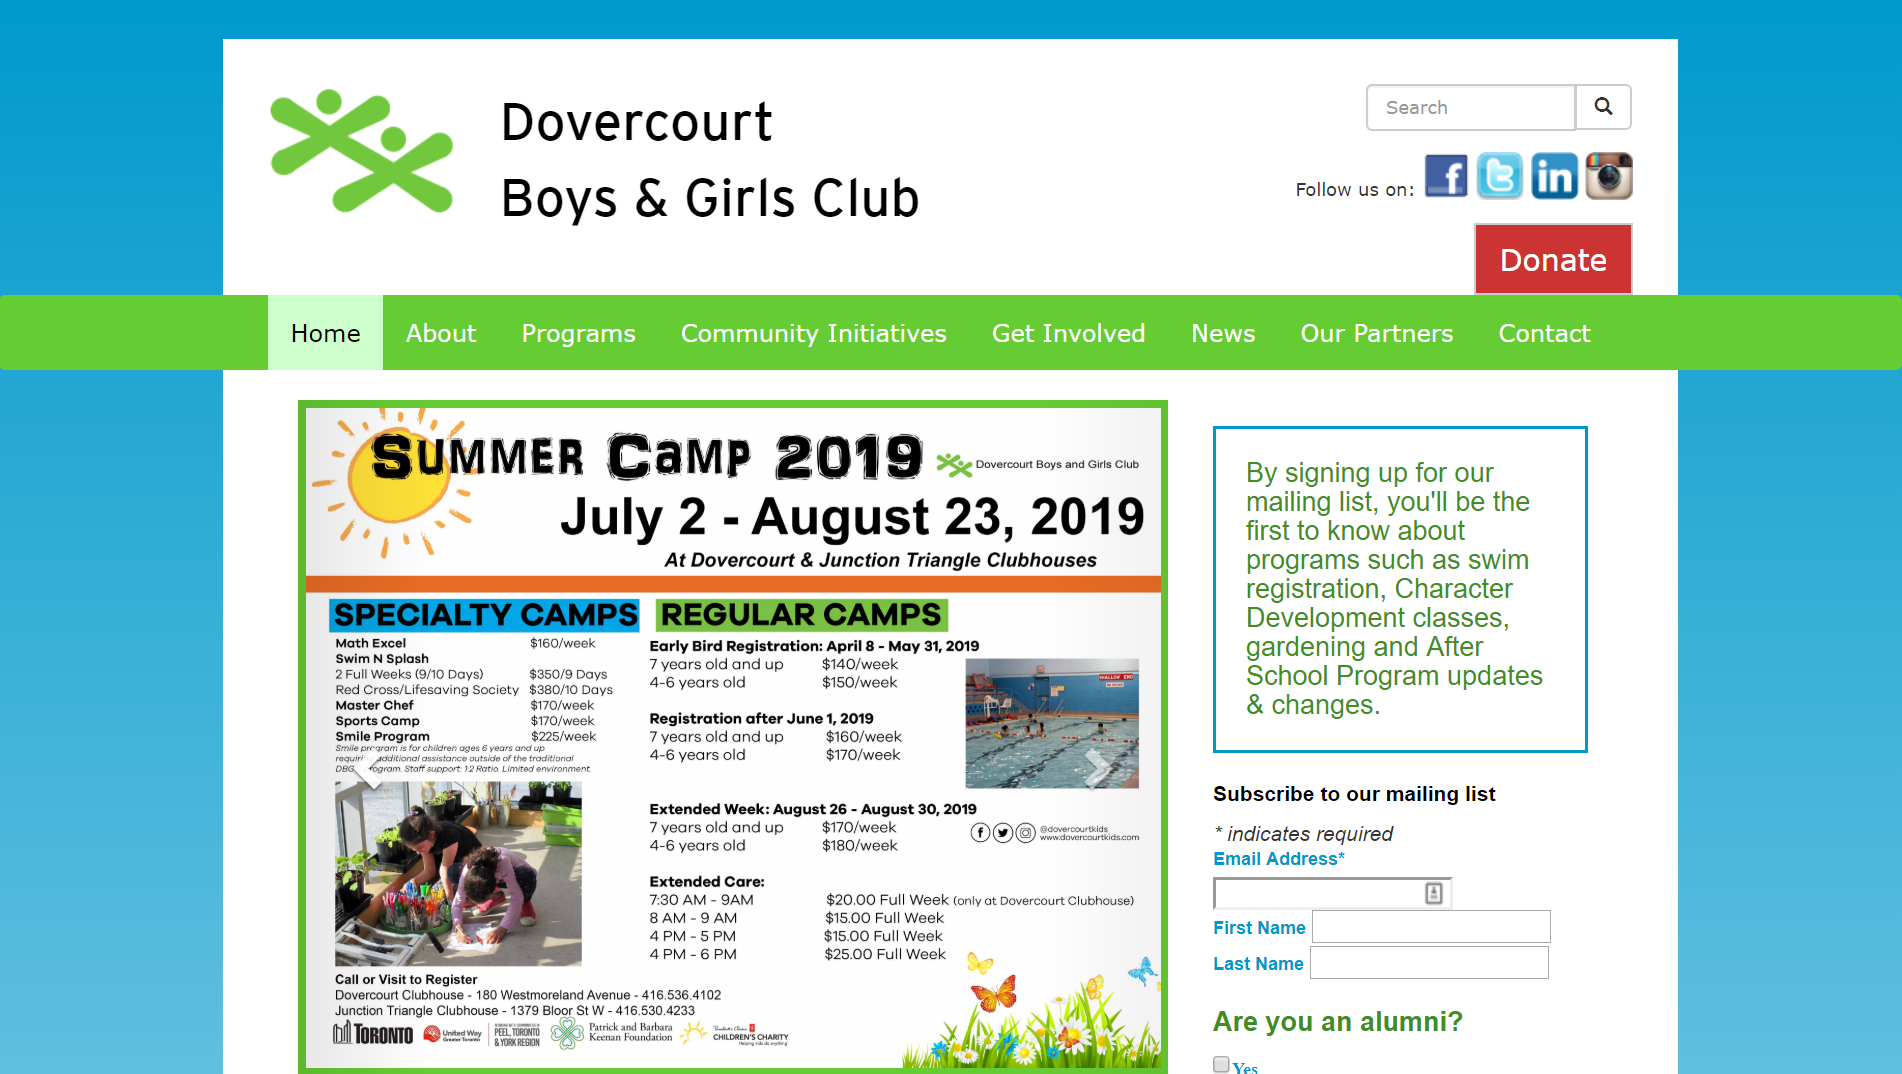 Dovercourt
Boys & Girls Club
Search
Follow us on:
Donate
Home About Programs Community Initiatives Get Involved News Our Partners Contact
SUMMER CAMP 2019
Dovercourt Boys and Girls Club
July 2 - August 23, 2019
At Dovercourt & Junction Triangle Clubhouses
SPECIALTY CAMPS
Math Excel $160/week
Swim N Splash
2 Full Weeks (9/10 Days) $350/9 Days
Red Cross/Lifesaving Society $380/10 Days
Master Chef $170/week
Sports Camp $170/week
Smile Program $225/week
Smile program is for children ages 6 years and up
additional assistance outside of the traditional
Program. Staff support: 1:2 Ratio. Limited environment.
REGULAR CAMPS
Early Bird Registration: April 8 - May 31, 2019
7 years old and up $140/week
4-6 years old $150/week
Registration after June 1, 2019
7 years old and up $160/week
4-6 years old $170/week
SHALLOW END
Extended Week: August 26 - August 30, 2019
7 years old and up $170/week
4-6 years old $180/week
@dovercourtkids
www.dovercourtkids.com
Extended Care:
7:30 AM - 9AM $20.00 Full Week (only at Dovercourt Clubhouse)
8 AM - 9 AM $15.00 Full Week
4 PM - 5 PM $15.00 Full Week
4 PM - 6 PM $25.00 Full Week
Call or Visit to Register
Dovercourt Clubhouse - 180 Westmoreland Avenue - 416.536.4102
Junction Triangle Clubhouse - 1379 Bloor St W - 416.530.4233
TORONTO
United Way
Greater Toronto
PEEL, TORONTO
& YORK REGION
Patrick and Barbara
Keenan Foundation
CHILDREN'S CHARITY
Helping kids do anything
By signing up for our
mailing list, you'll be the
first to know about
programs such as swim
registration, Character
Development classes,
gardening and After
School Program updates
& changes.
Subscribe to our mailing list
* indicates required
Email Address*
First Name
Last Name
Are you an alumni?
Yes